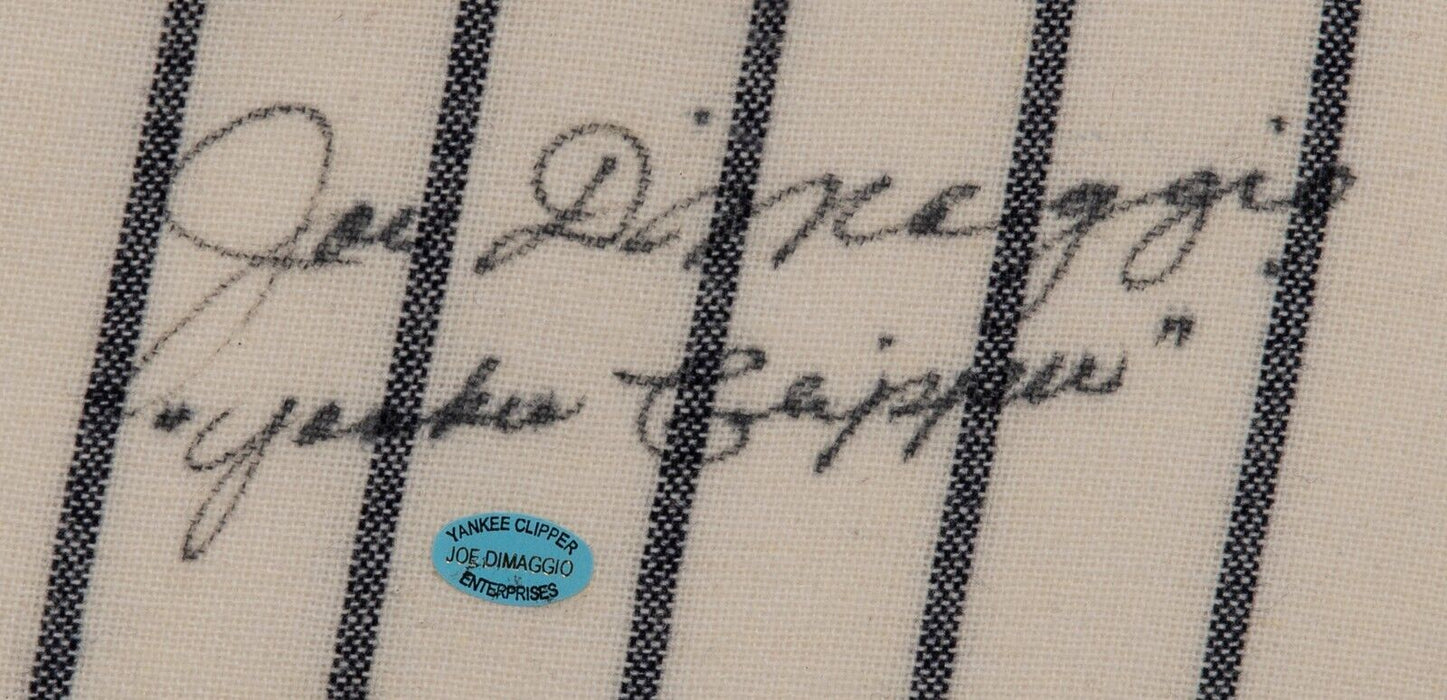 Joe DiMaggio
"Yankee Clipper"
YANKEE CLIPPER
JOE DIMAGGIO
ENTERPRISES